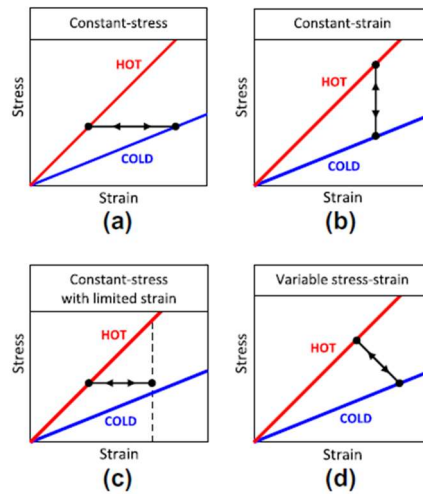 Constant-stress
Stress
HOT
COLD
Strain
(a)
Constant-strain
Stress
HOT
COLD
Strain
(b)
Constant-stress
with limited strain
Stress
HOT
COLD
Strain
(c)
Variable stress-strain
Stress
HOT
COLD
Strain
(d)